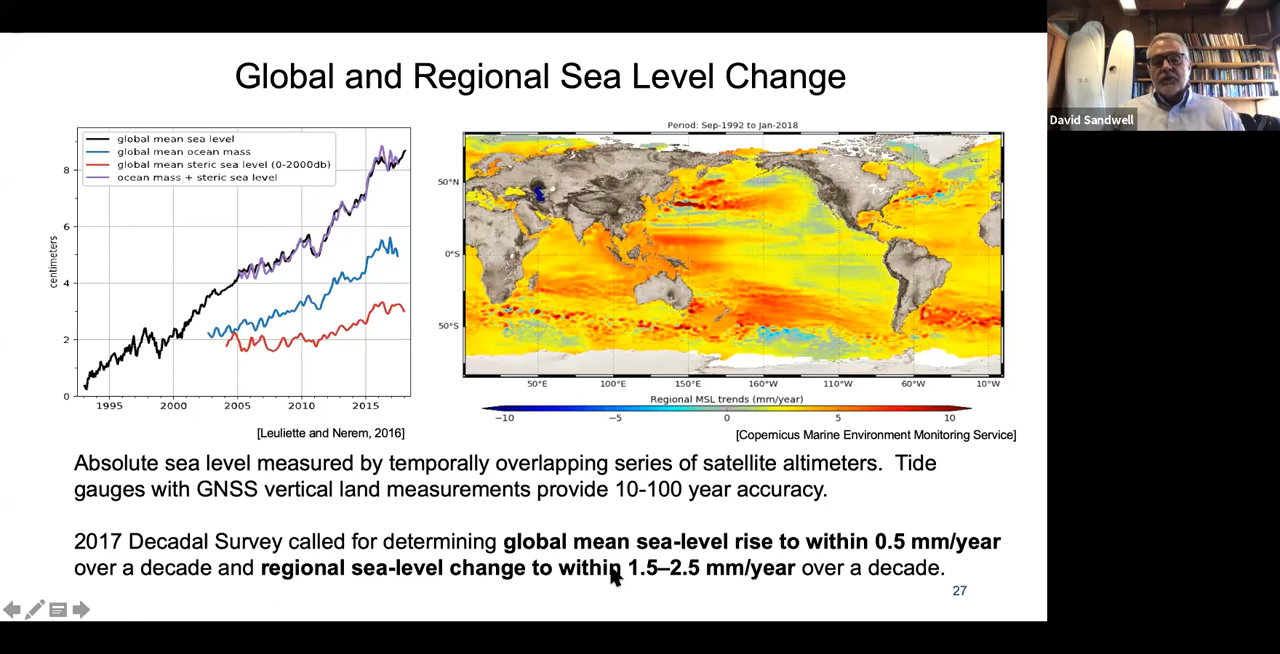 Global and Regional Sea Level Change
global mean sea level
global mean ocean mass
global mean steric sea level (0-2000db)
ocean mass + steric sea level
centimeters
8
6
4
2
0
1995 2000 2005 2010 2015
[Leuliette and Nerem, 2016]
Period: Sep-1992 to Jan-2018
50°N
0°S
50°S
50°E 100°E 150°E 160°W 110°W 60°W 10°W
Regional MSL trends (mm/year)
−10 −5 0 5 10
[Copernicus Marine Environment Monitoring Service]
Absolute sea level measured by temporally overlapping series of satellite altimeters. Tide
gauges with GNSS vertical land measurements provide 10-100 year accuracy.
2017 Decadal Survey called for determining global mean sea-level rise to within 0.5 mm/year
over a decade and regional sea-level change to within 1.5–2.5 mm/year over a decade.
27
David Sandwell